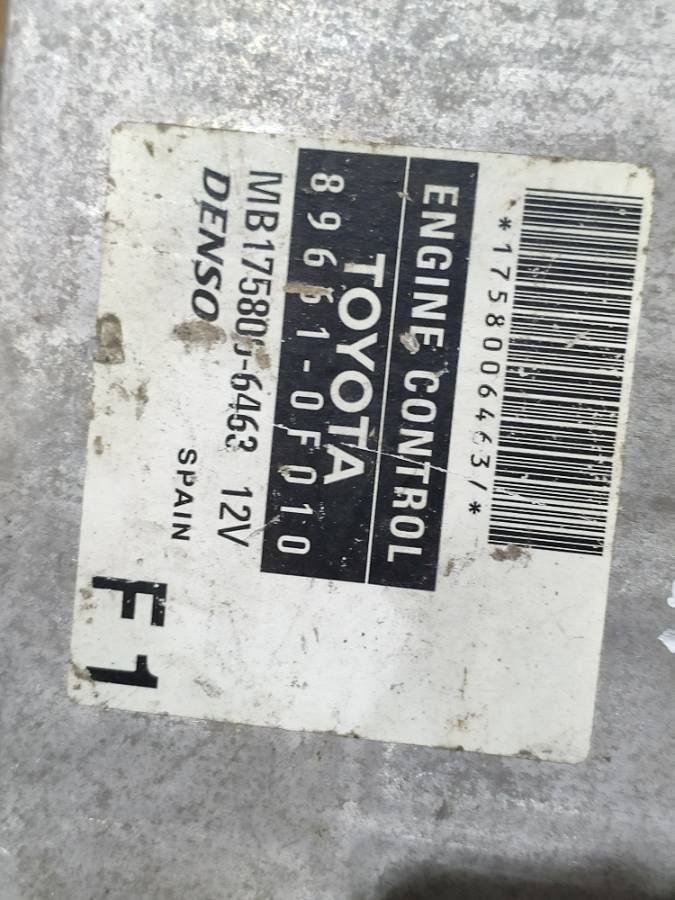 *1758006463/*
ENGINE CONTROL
TOYOTA
89661-0F010
MB175800-6463 12V
DENSO
SPAIN
F1